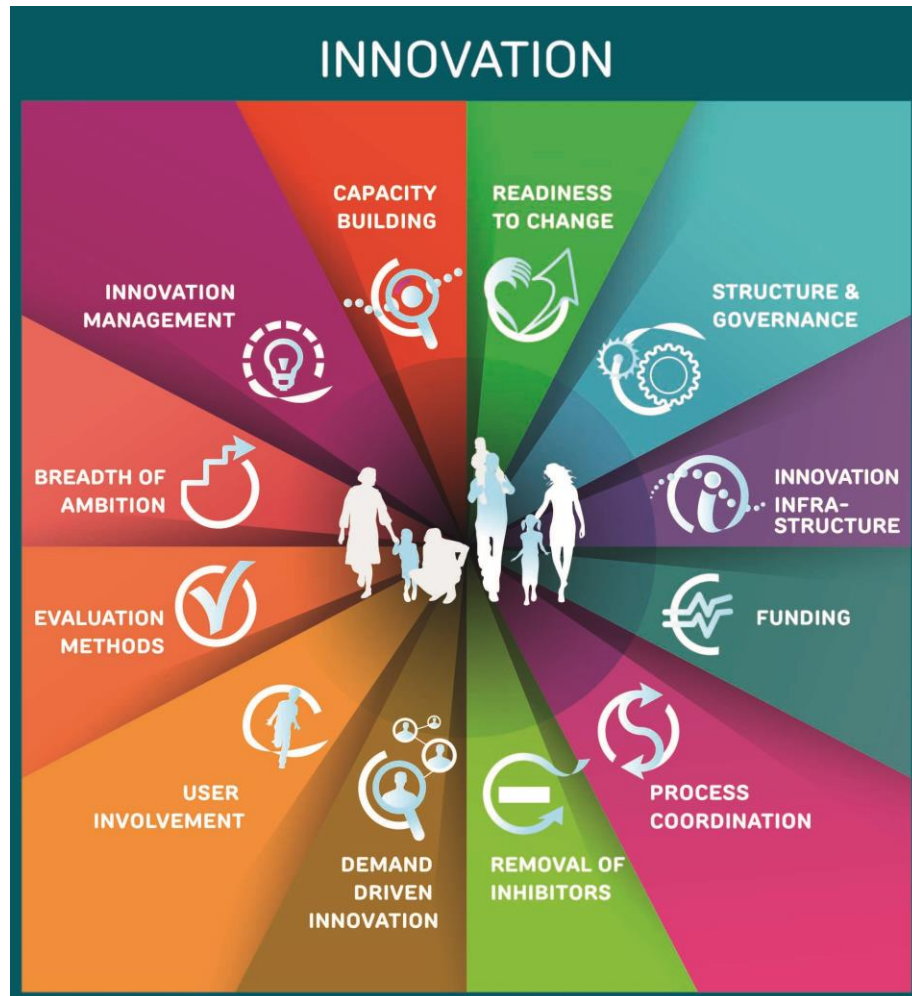 INNOVATION
CAPACITY
BUILDING
READINESS
TO CHANGE
INNOVATION
MANAGEMENT
STRUCTURE &
GOVERNANCE
BREADTH OF
AMBITION
INNOVATION
INFRA-
STRUCTURE
EVALUATION
METHODS
FUNDING
USER
INVOLVEMENT
PROCESS
COORDINATION
DEMAND
DRIVEN
INNOVATION
REMOVAL OF
INHIBITORS